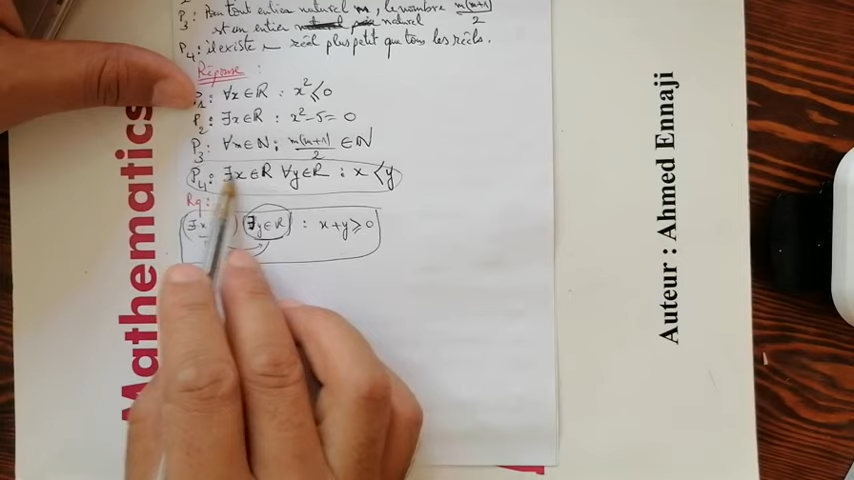 P3: Pour tout entier naturel n, le nombre n(n+1)/2
est un entier naturel
P4: il existe un réel plus petit que tous les réels.
Réponse :
P1: ∀x∈ℝ : x²≤0
P2: ∃x∈ℝ : x²-5=0
P3: ∀n∈ℕ; n(n+1)/2 ∈ℕ
P4: ∃x∈ℝ ∀y∈ℝ : x<y
Rq:
(∃x ) (∃y∈ℝ) : x+y≥0
Mathematics
Auteur : Ahmed Ennaji